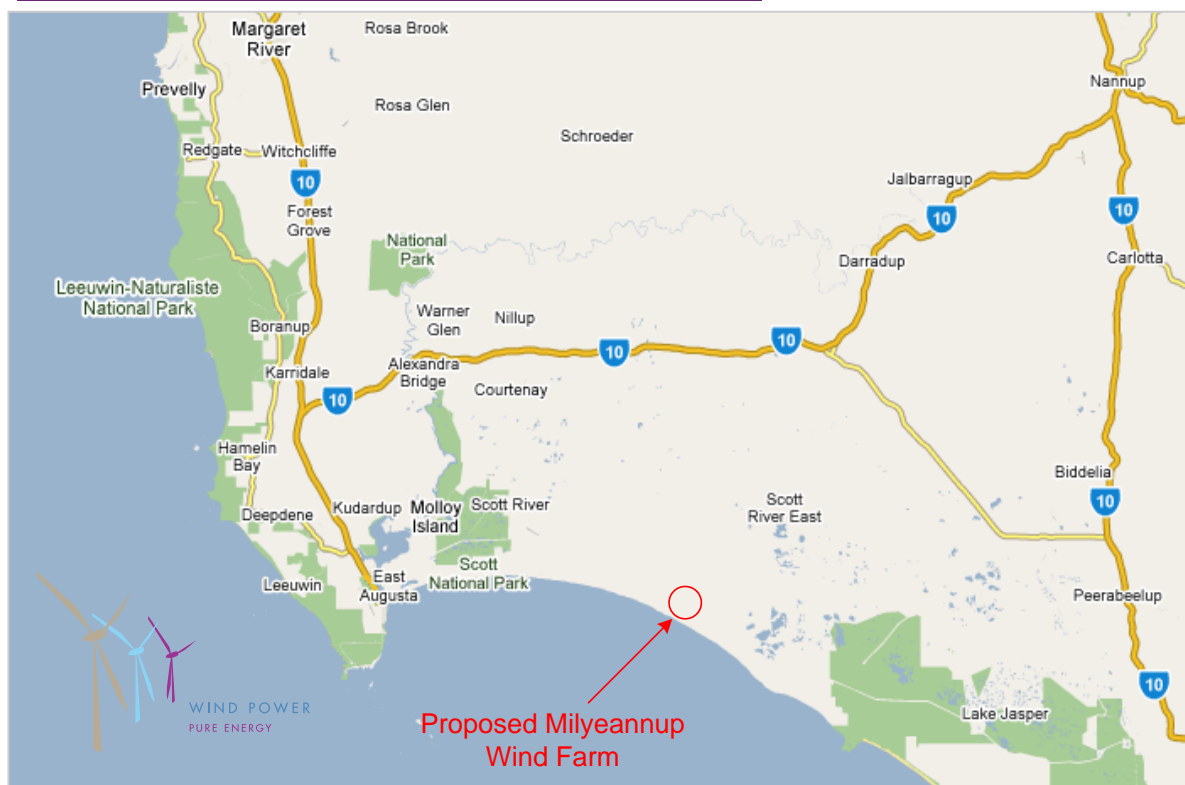 Margaret
River
Rosa Brook
Nannup
Prevelly
Rosa Glen
Schroeder
Redgate
Witchcliffe
10
Jalbarragup
10
10
Forest
Grove
National
Park
Darradup
Carlotta
Leeuwin-Naturaliste
National Park
Boranup
Warner
Glen
Nillup
10
10
Alexandra
Bridge
Karridale
10
Courtenay
Hamelin
Bay
Biddelia
Deepdene
Kudardup
Molloy
Island
Scott River
Scott
River East
10
Scott
National Park
Leeuwin
East
Augusta
Peerabeelup
10
WIND POWER
PURE ENERGY
Lake Jasper
Proposed Milyeannup
Wind Farm